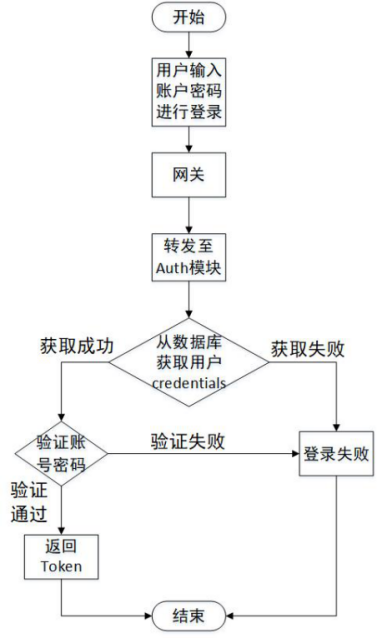 开始
用户输入
账户密码
进行登录
网关
转发至
Auth模块
从数据库
获取用户
credentials
获取成功
获取失败
验证账
号密码
验证失败
登录失败
验证
通过
返回
Token
结束